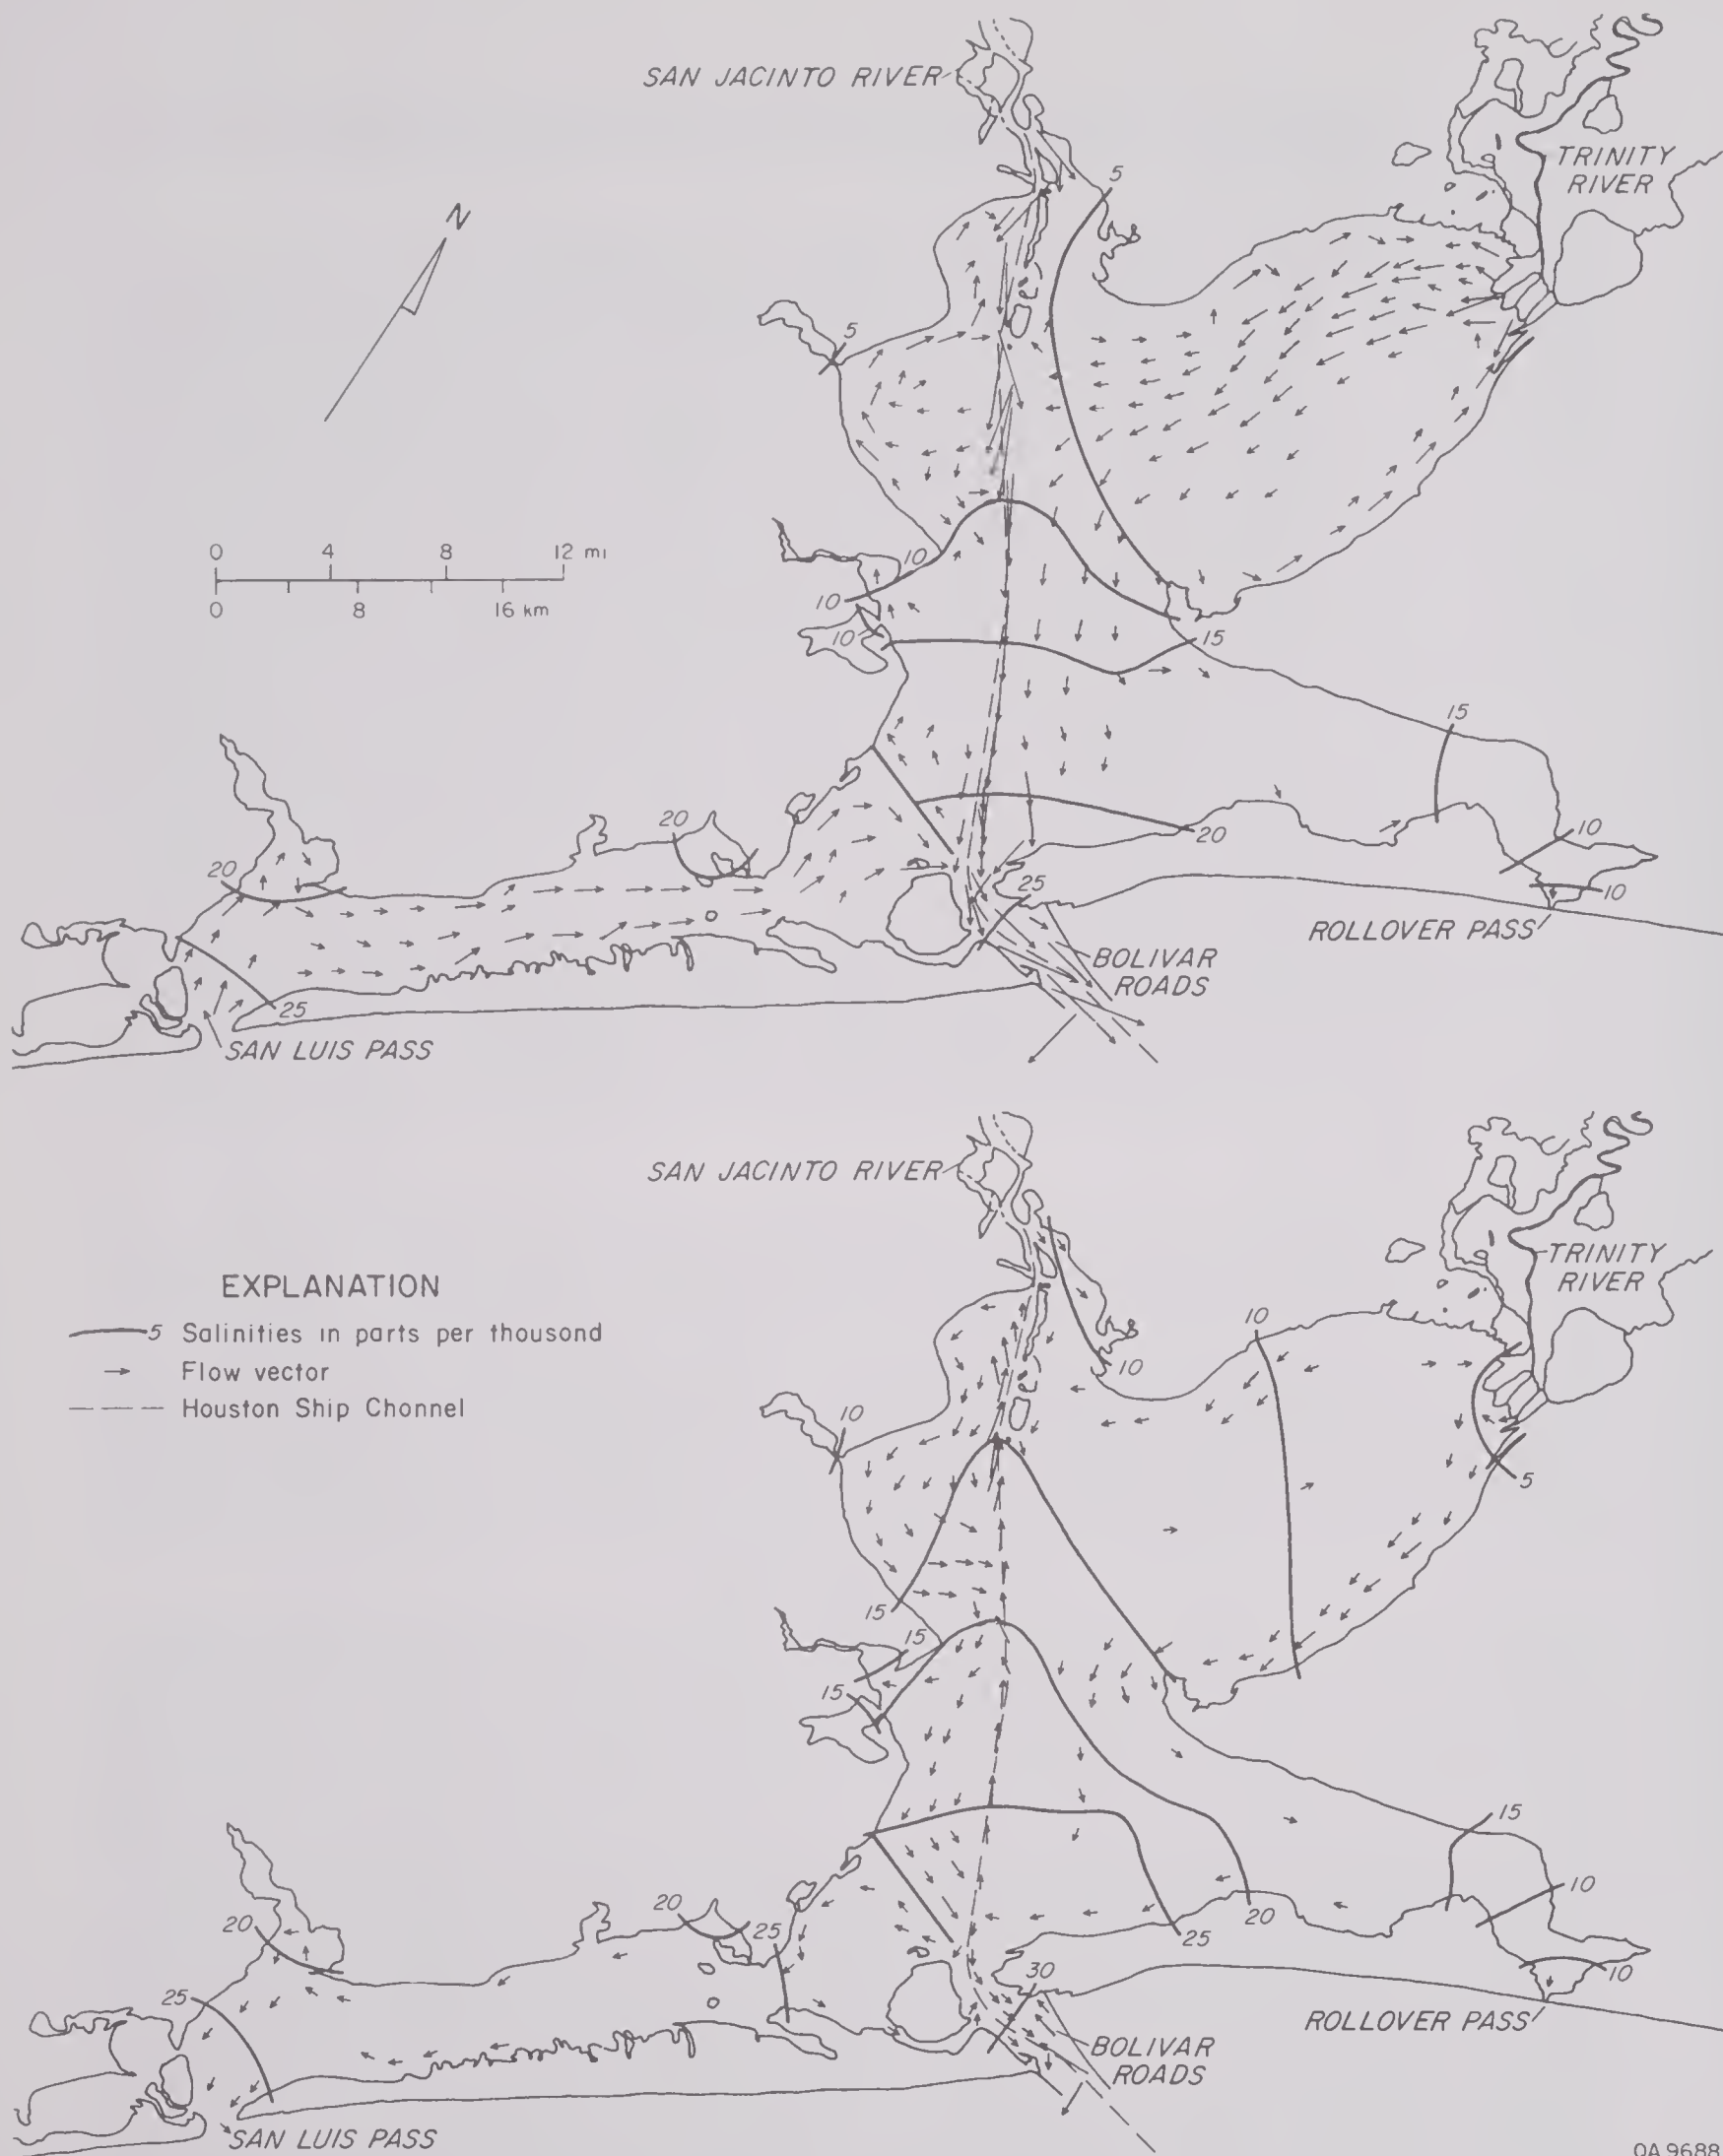 SAN JACINTO RIVER
TRINITY
RIVER
N
5
5
0 4 8 12 mi
0 8 16 km
10
10
10
15
15
20
20
20
10
10
25
25
ROLLOVER PASS
BOLIVAR
ROADS
SAN LUIS PASS
SAN JACINTO RIVER
TRINITY
RIVER
EXPLANATION
5 Salinities in parts per thousond
Flow vector
Houston Ship Chonnel
10
10
10
5
15
15
15
15
10
10
20
20
20
25
25
25
30
ROLLOVER PASS
BOLIVAR
ROADS
SAN LUIS PASS
QA 9688